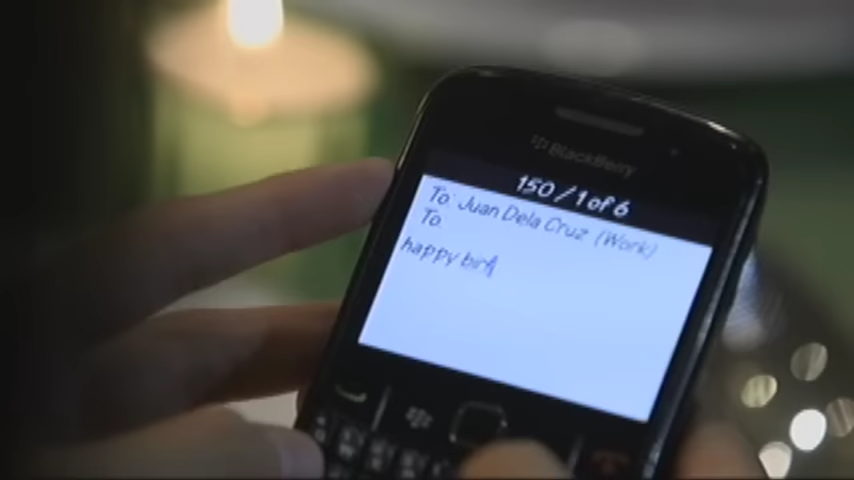 BlackBerry
150 / 1 of 6
To: Juan Dela Cruz (Work)
To:
happy birt